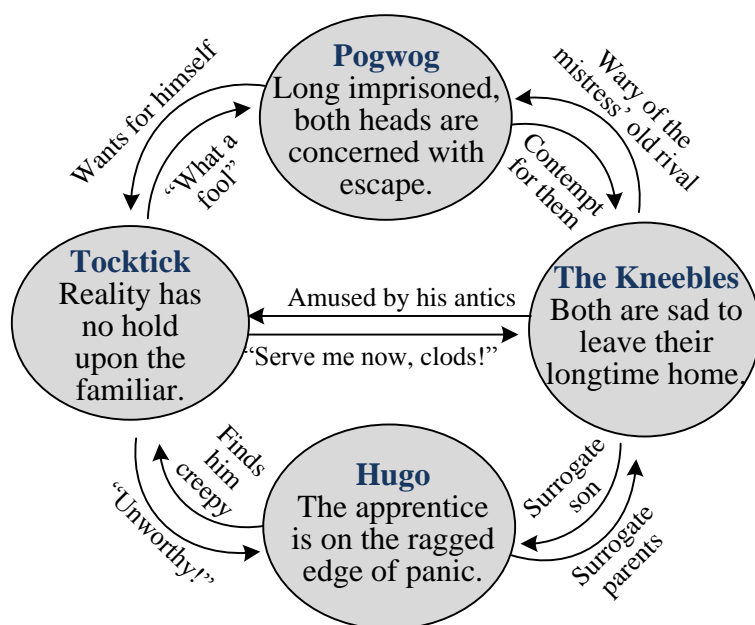 Pogwog
Long imprisoned,
both heads are
concerned with
escape.
Wants for himself
“What a
fool”
Wary of the
mistress’ old rival
Contempt
for them
Tocktick
Reality has
no hold
upon the
familiar.
Amused by his antics
“Serve me now, clods!”
The Kneebles
Both are sad to
leave their
longtime home.
“Unworthy!”
Finds
him
creepy
Hugo
The apprentice
is on the ragged
edge of panic.
Surrogate
son
Surrogate
parents